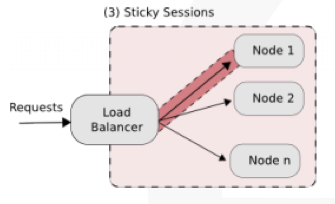 (3) Sticky Sessions
Node 1
Requests
Load
Balancer
Node 2
Node n